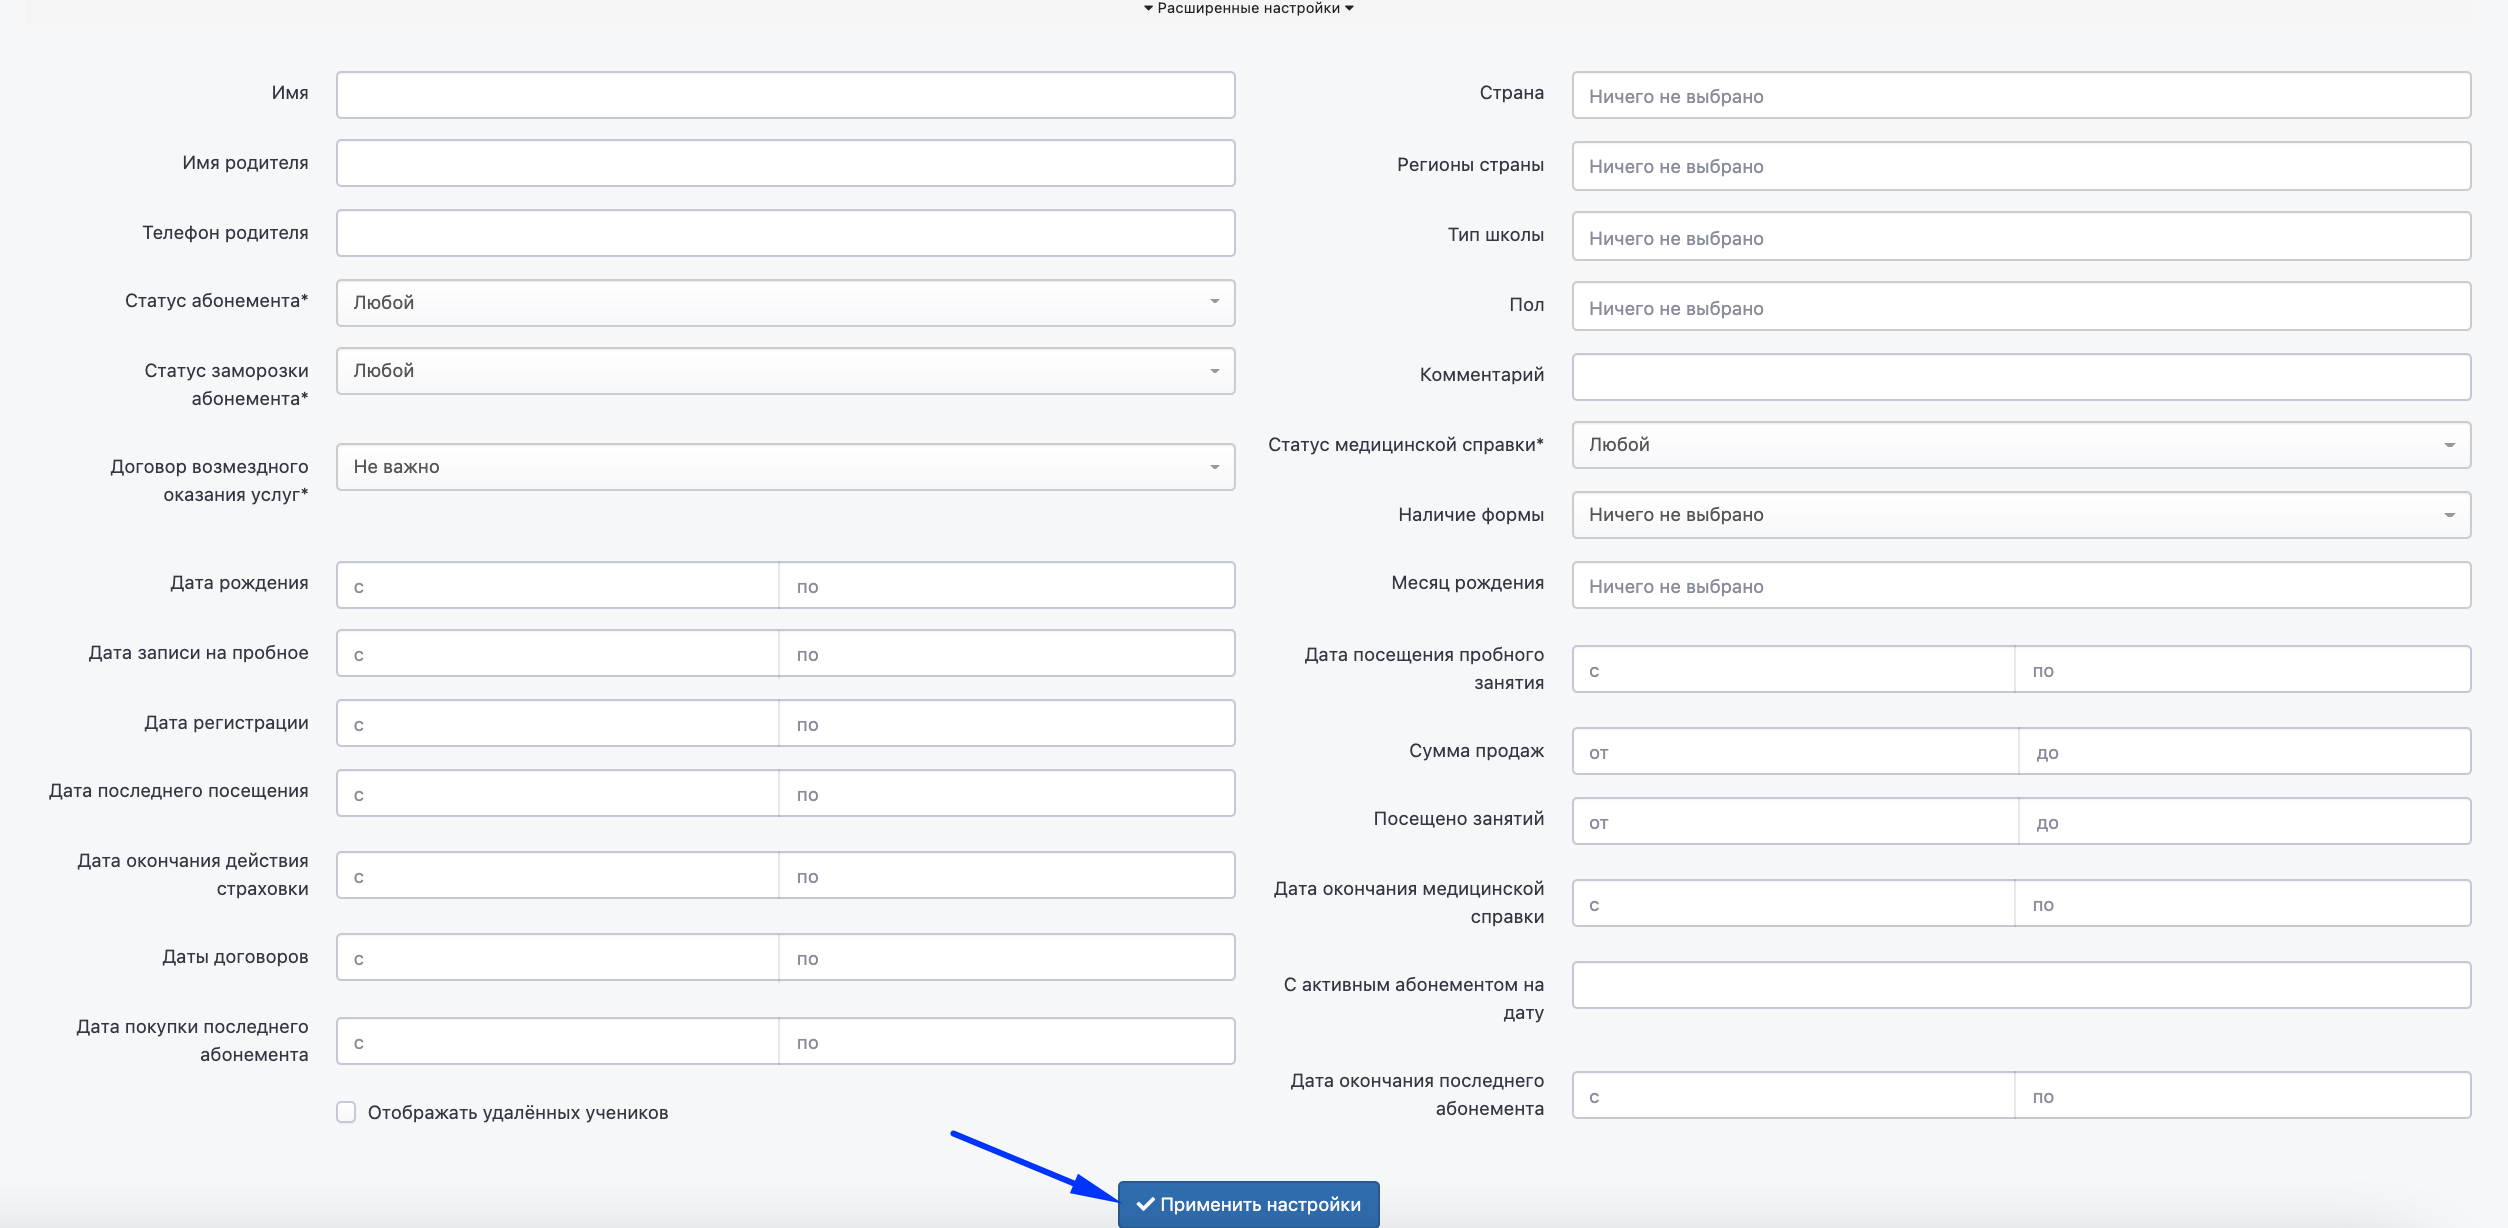 Расширенные настройки
Имя
Имя родителя
Телефон родителя
Статус абонемента* Любой
Статус заморозки
абонемента* Любой
Договор возмездного
оказания услуг* Не важно
Дата рождения с по
Дата записи на пробное с по
Дата регистрации с по
Дата последнего посещения с по
Дата окончания действия
страховки с по
Даты договоров с по
Дата покупки последнего
абонемента с по
Отображать удалённых учеников
Страна Ничего не выбрано
Регионы страны Ничего не выбрано
Тип школы Ничего не выбрано
Пол Ничего не выбрано
Комментарий
Статус медицинской справки* Любой
Наличие формы Ничего не выбрано
Месяц рождения Ничего не выбрано
Дата посещения пробного
занятия с по
Сумма продаж от до
Посещено занятий от до
Дата окончания медицинской
справки с по
С активным абонементом на
дату
Дата окончания последнего
абонемента с по
Применить настройки